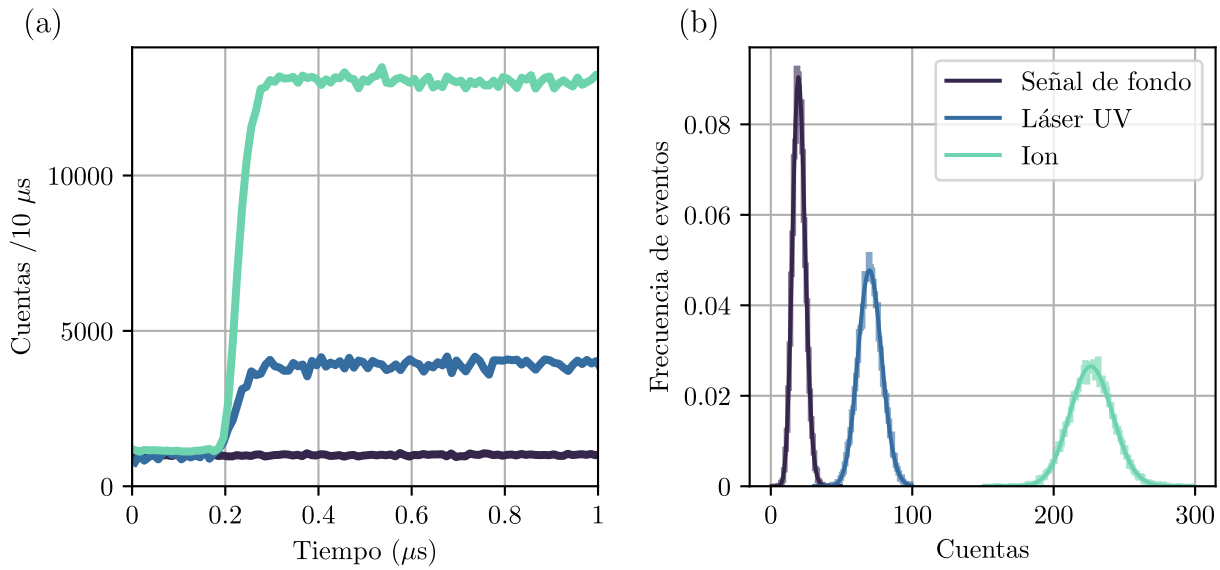 (a)
Cuentas /10 μs
10000
5000
0
0
0.2
0.4
0.6
0.8
1
Tiempo (μs)
(b)
Frecuencia de eventos
0.08
0.06
0.04
0.02
0
0
100
200
300
Cuentas
Señal de fondo
Láser UV
Ion